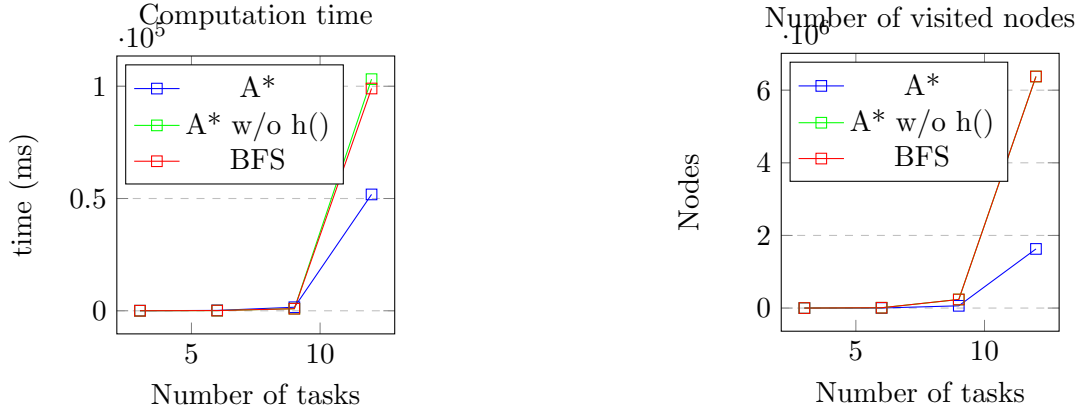 Computation time
·10^5
1
0.5
0
5
10
time (ms)
Number of tasks
A*
A* w/o h()
BFS
Number of visited nodes
·10^6
6
4
2
0
5
10
Nodes
Number of tasks
A*
A* w/o h()
BFS